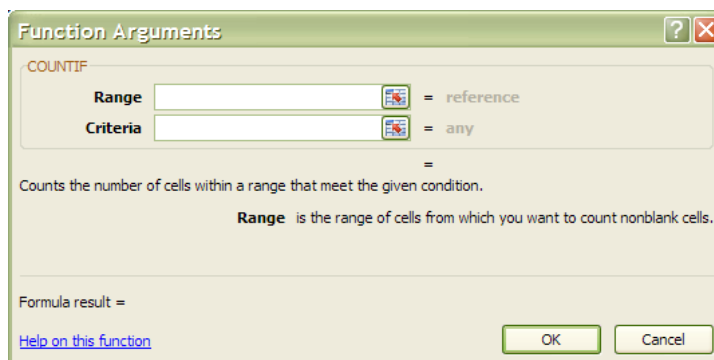 Function Arguments
COUNTIF
Range = reference
Criteria = any
=
Counts the number of cells within a range that meet the given condition.
Range is the range of cells from which you want to count nonblank cells.
Formula result =
Help on this function OK Cancel